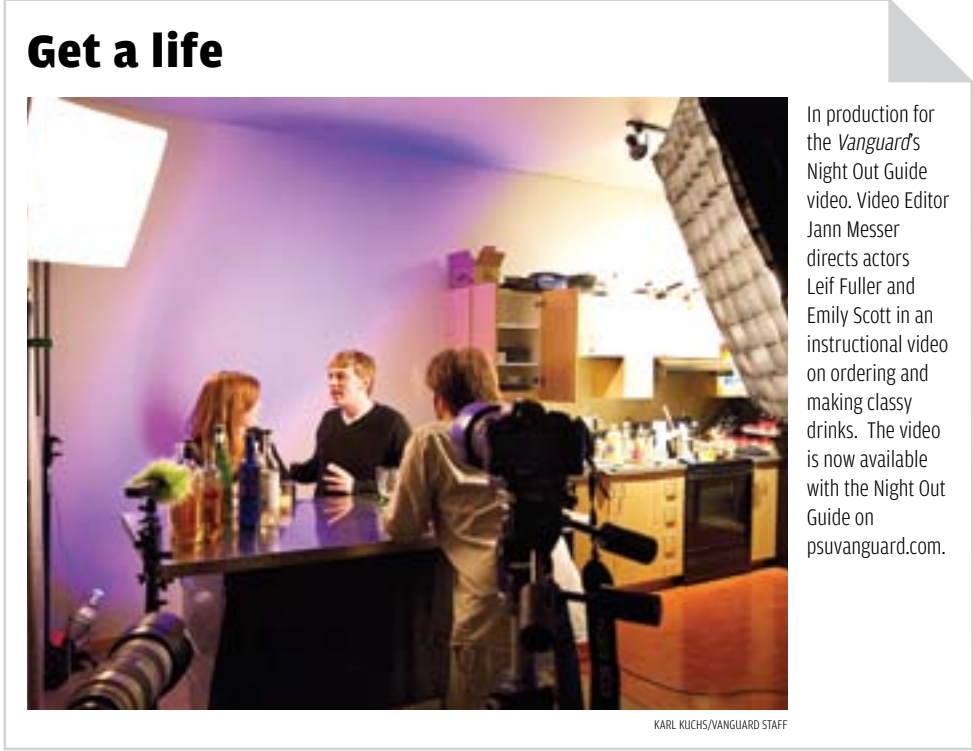 Get a life
In production for
the Vanguard's
Night Out Guide
video. Video Editor
Jann Messer
directs actors
Leif Fuller and
Emily Scott in an
instructional video
on ordering and
making classy
drinks.  The video
is now available
with the Night Out
Guide on
psuvanguard.com.
KARL KUCHS/VANGUARD STAFF